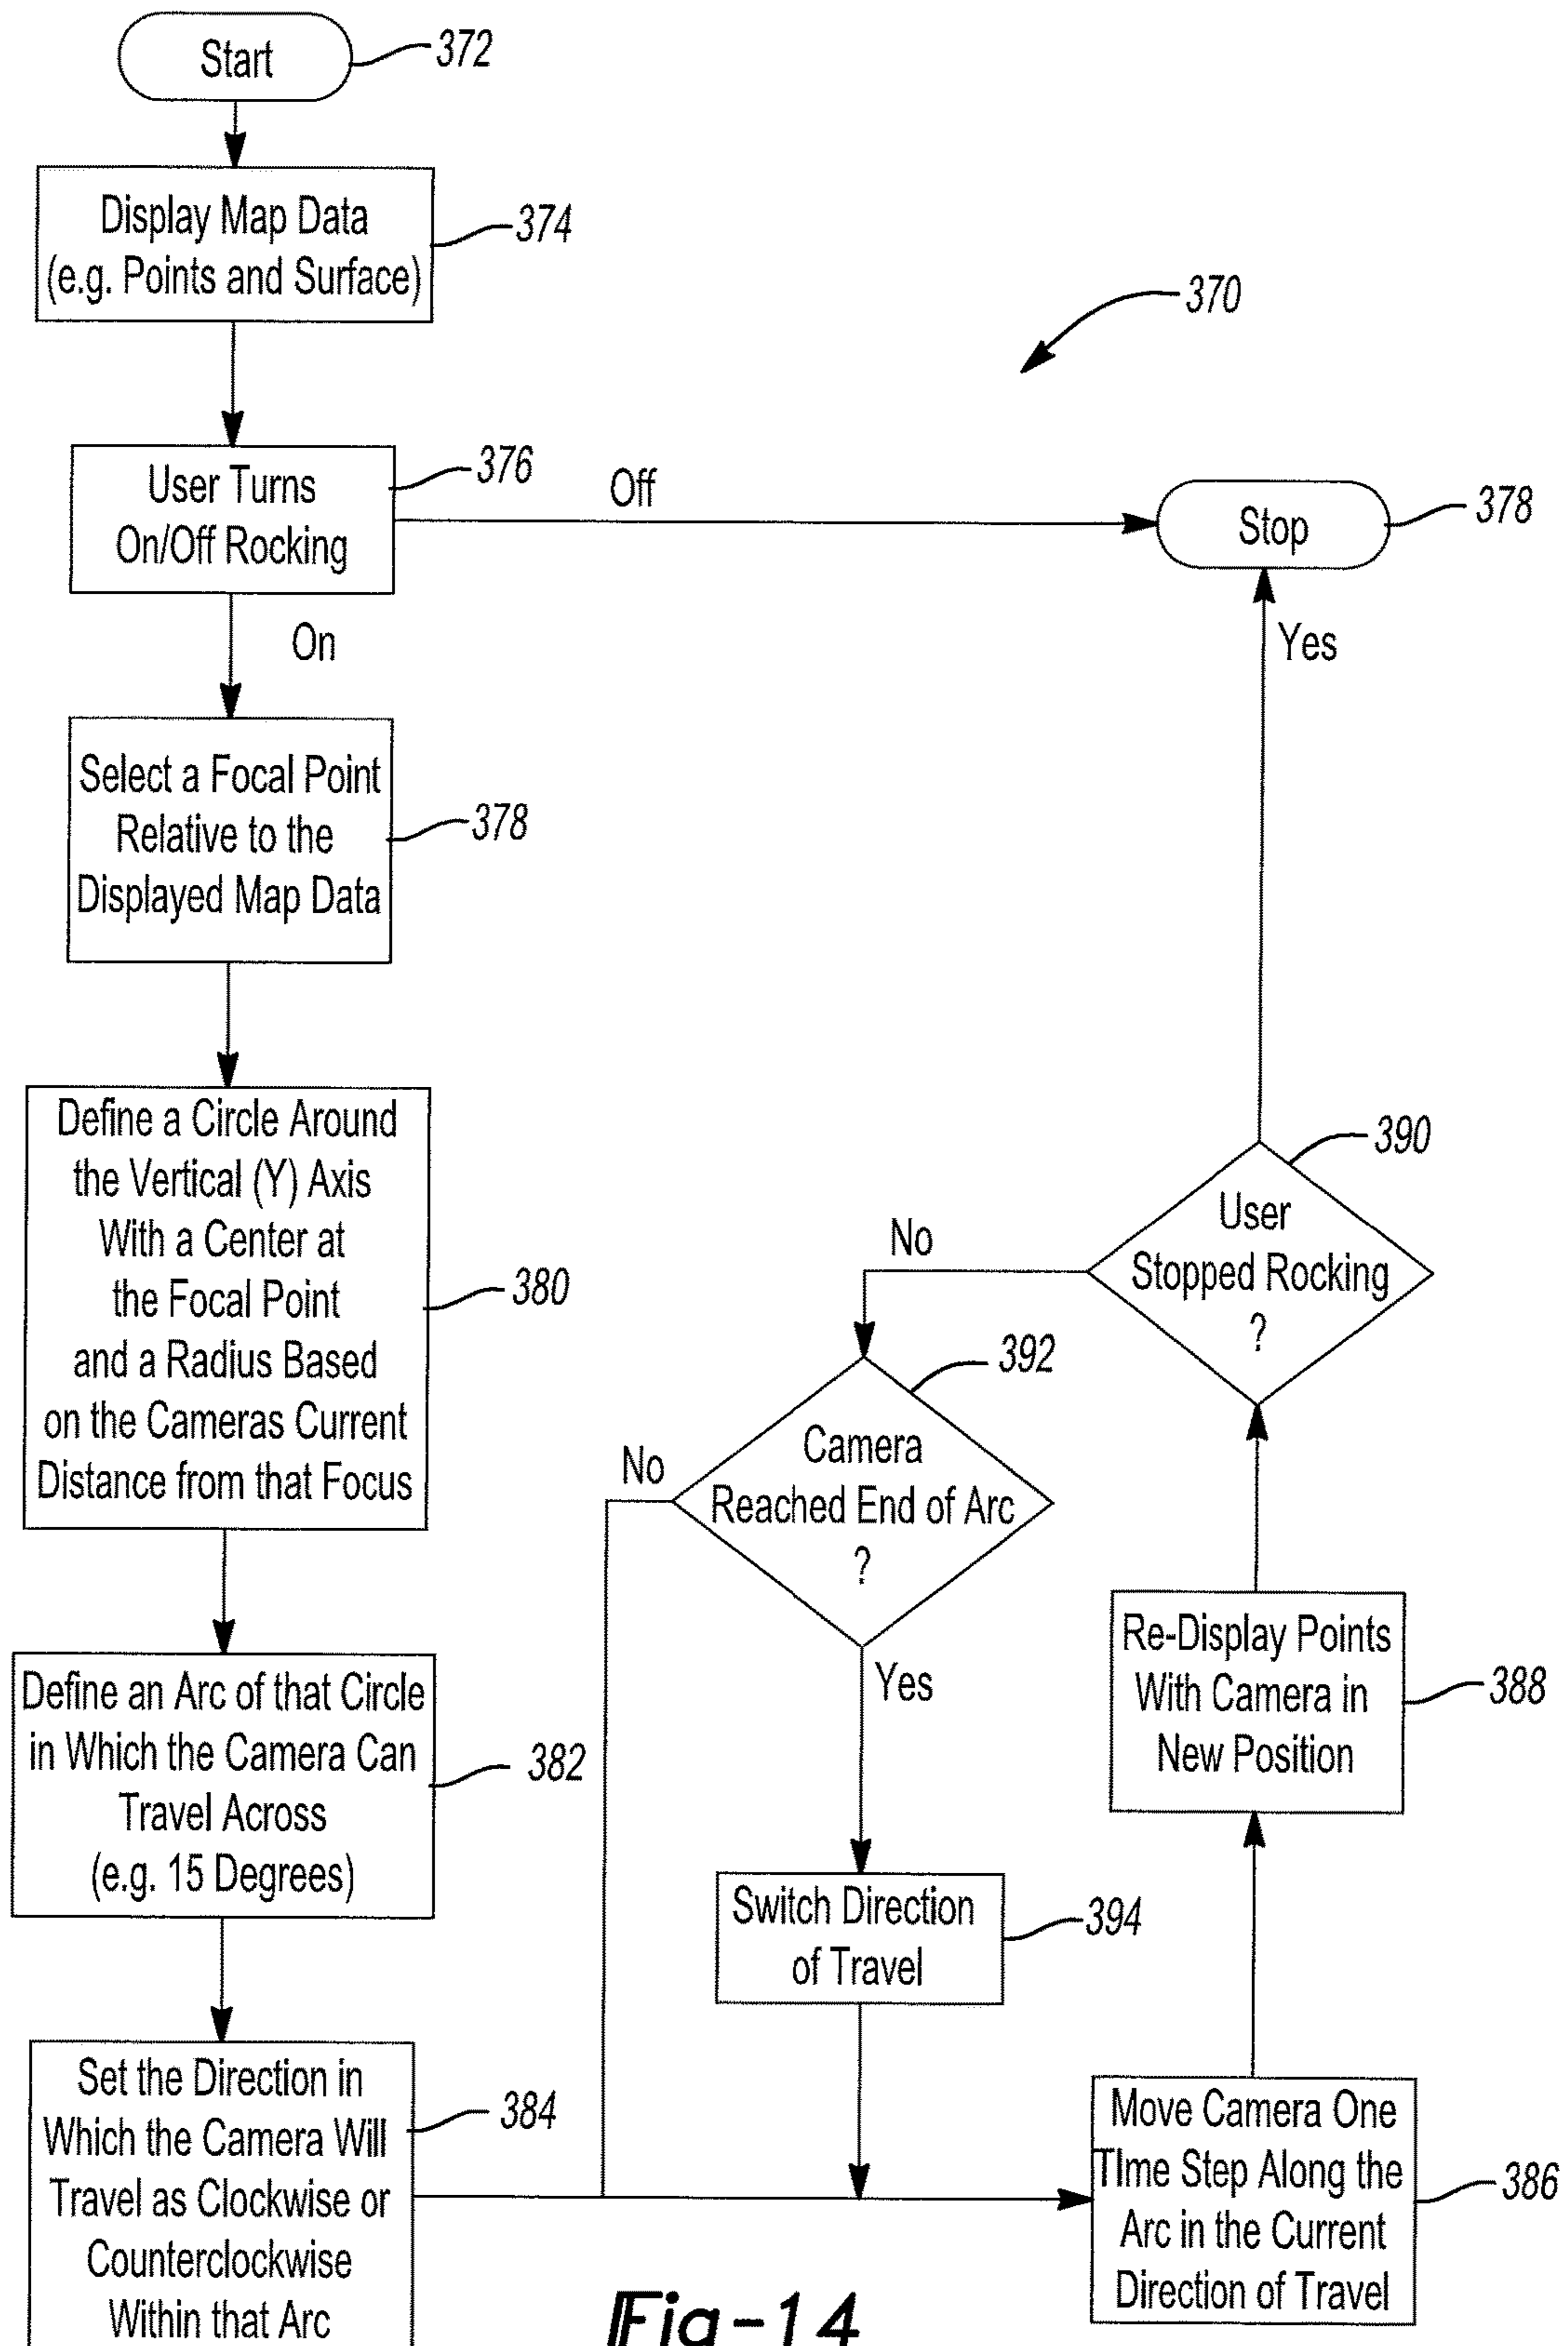 Start
372
Display Map Data
(e.g. Points and Surface)
374
370
User Turns
On/Off Rocking
376
Off
Stop
378
On
Yes
Select a Focal Point
Relative to the
Displayed Map Data
378
Define a Circle Around
the Vertical (Y) Axis
With a Center at
the Focal Point
and a Radius Based
on the Cameras Current
Distance from that Focus
380
User
Stopped Rocking
?
390
No
Camera
Reached End of Arc
?
392
No
Yes
Define an Arc of that Circle
in Which the Camera Can
Travel Across
(e.g. 15 Degrees)
382
Re-Display Points
With Camera in
New Position
388
Switch Direction
of Travel
394
Set the Direction in
Which the Camera Will
Travel as Clockwise or
Counterclockwise
Within that Arc
384
Move Camera One
TIme Step Along the
Arc in the Current
Direction of Travel
386
Fig-14